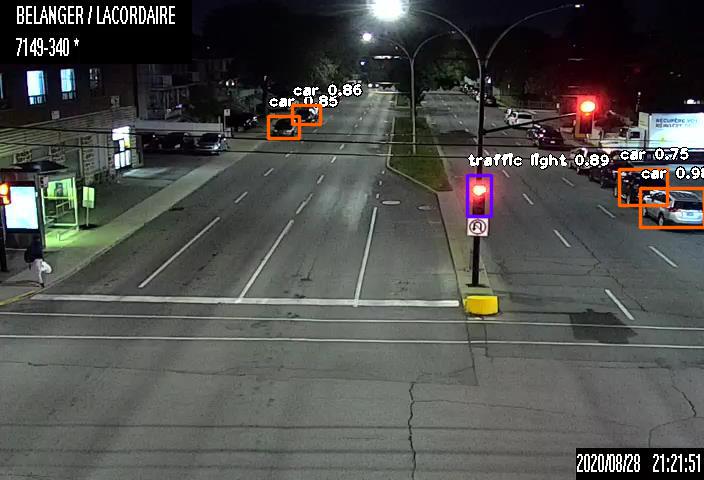 BELANGER / LACORDAIRE
7149-340 *
car 0.86
car 0.85
traffic light 0.89
car 0.75
car 0.98
2020/08/28 21:21:51